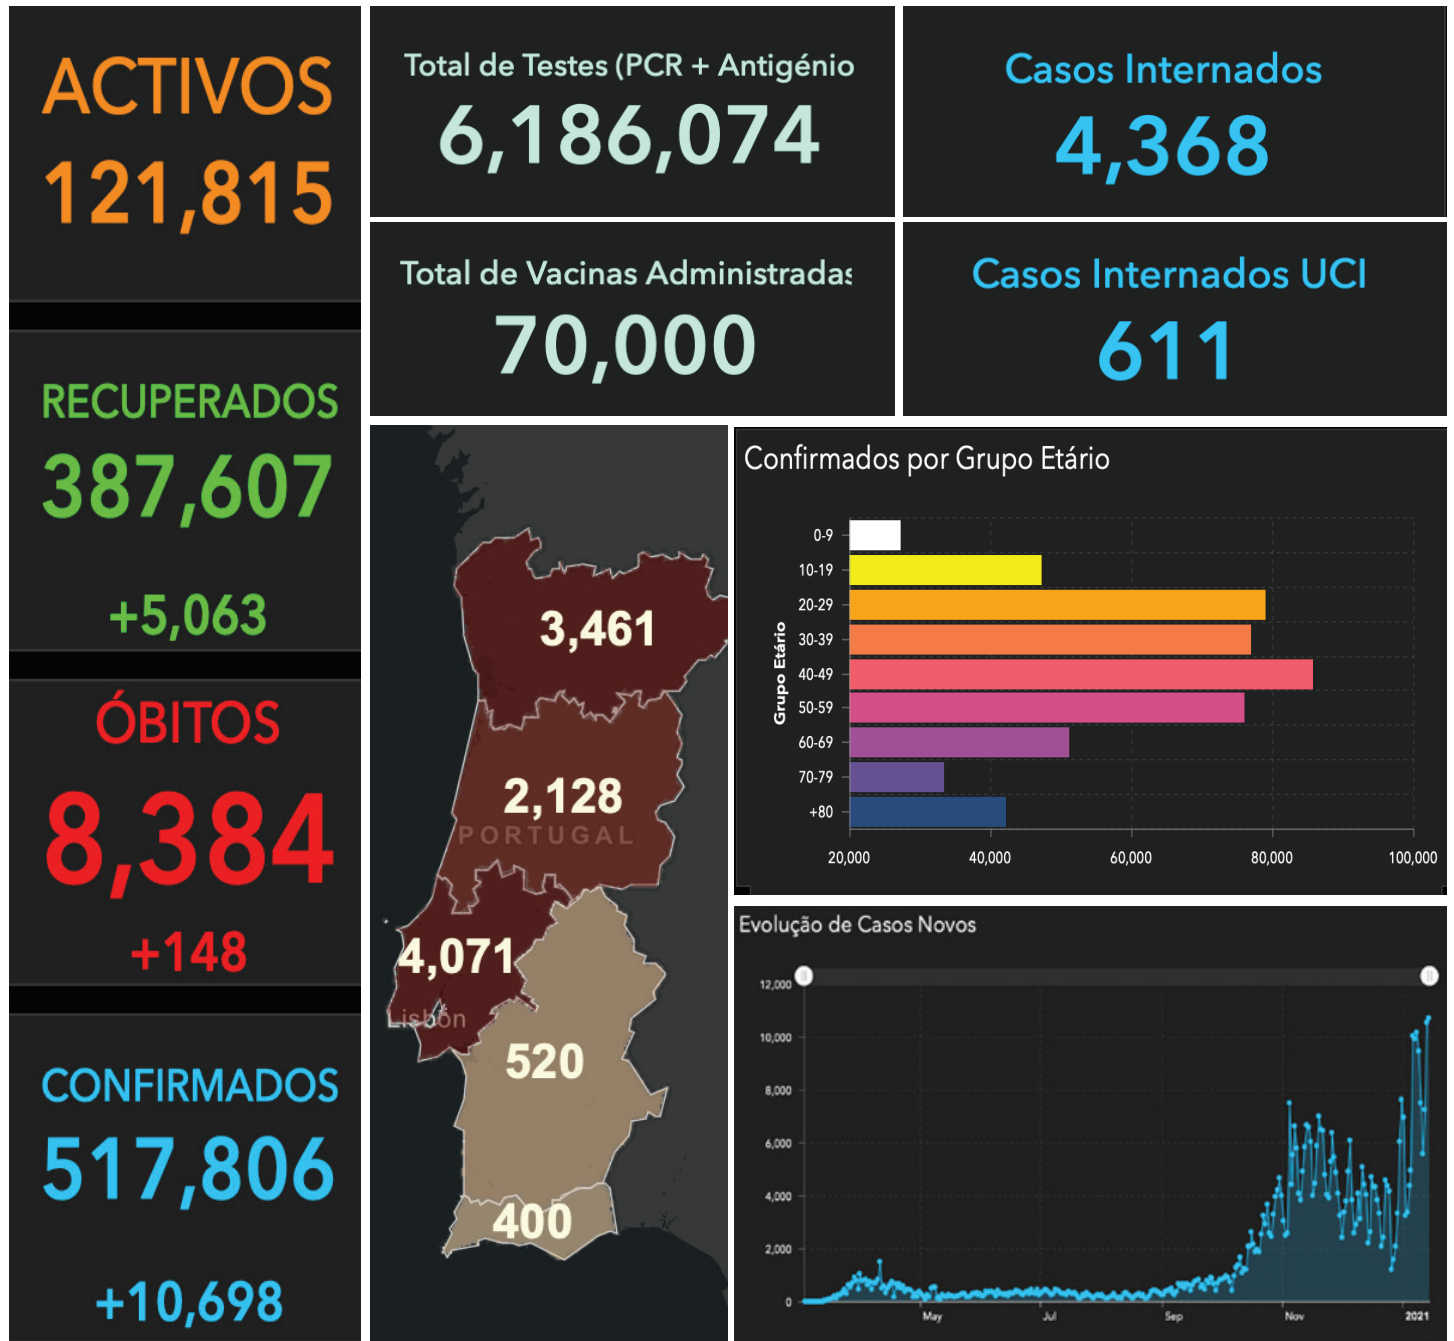 ACTIVOS
121,815
RECUPERADOS
387,607
+5,063
ÓBITOS
8,384
+148
CONFIRMADOS
517,806
+10,698
Total de Testes (PCR + Antigénio
6,186,074
Casos Internados
4,368
Total de Vacinas Administradas
70,000
Casos Internados UCI
611
3,461
2,128
PORTUGAL
4,071
Lisbon
520
400
Confirmados por Grupo Etário
Grupo Etário
0-9
10-19
20-29
30-39
40-49
50-59
60-69
70-79
+80
20,000
40,000
60,000
80,000
100,000
Evolução de Casos Novos
12,000
10,000
8,000
6,000
4,000
2,000
0
May
Jul
Sep
Nov
2021